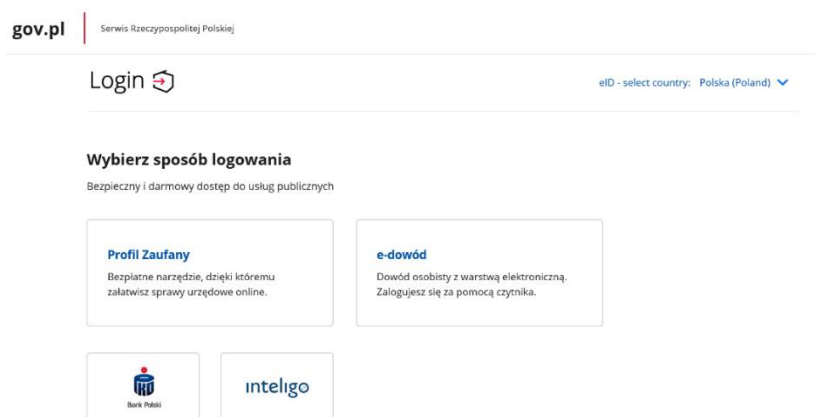 gov.pl Serwis Rzeczypospolitej Polskiej
Login eID - select country: Polska (Poland)
Wybierz sposób logowania
Bezpieczny i darmowy dostęp do usług publicznych
Profil Zaufany
Bezpłatne narzędzie, dzięki któremu
załatwisz sprawy urzędowe online.
e-dowód
Dowód osobisty z warstwą elektroniczną.
Zalogujesz się za pomocą czytnika.
PKO
Bank Polski
inteligo